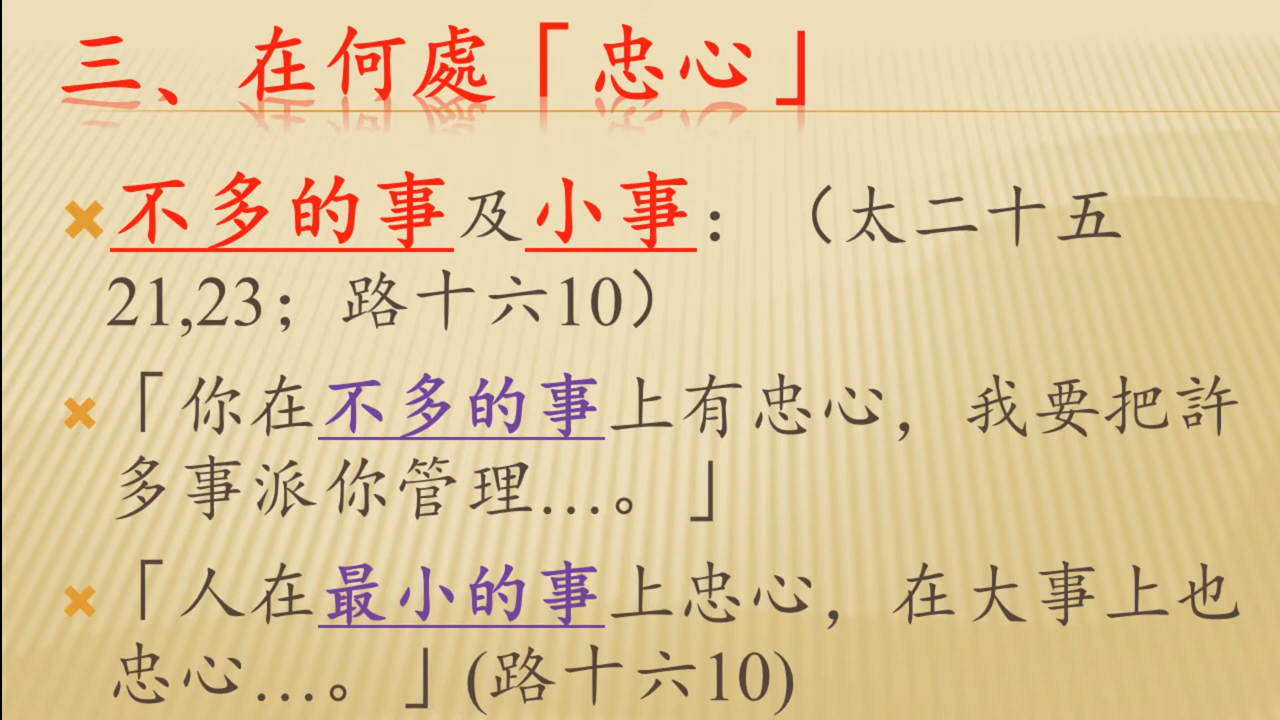 三、在何處「忠心」
不多的事及小事：（太二十五
21,23；路十六10）
「你在不多的事上有忠心，我要把許
多事派你管理…。」
「人在最小的事上忠心，在大事上也
忠心…。」(路十六10)